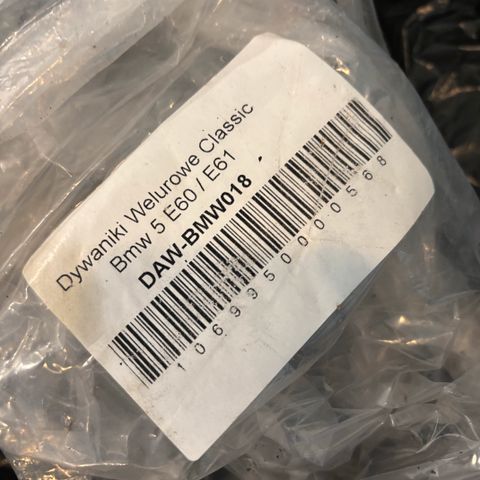 Dywaniki Welurowe Classic
Bmw 5 E60 / E61
DAW-BMW018
1069950000568